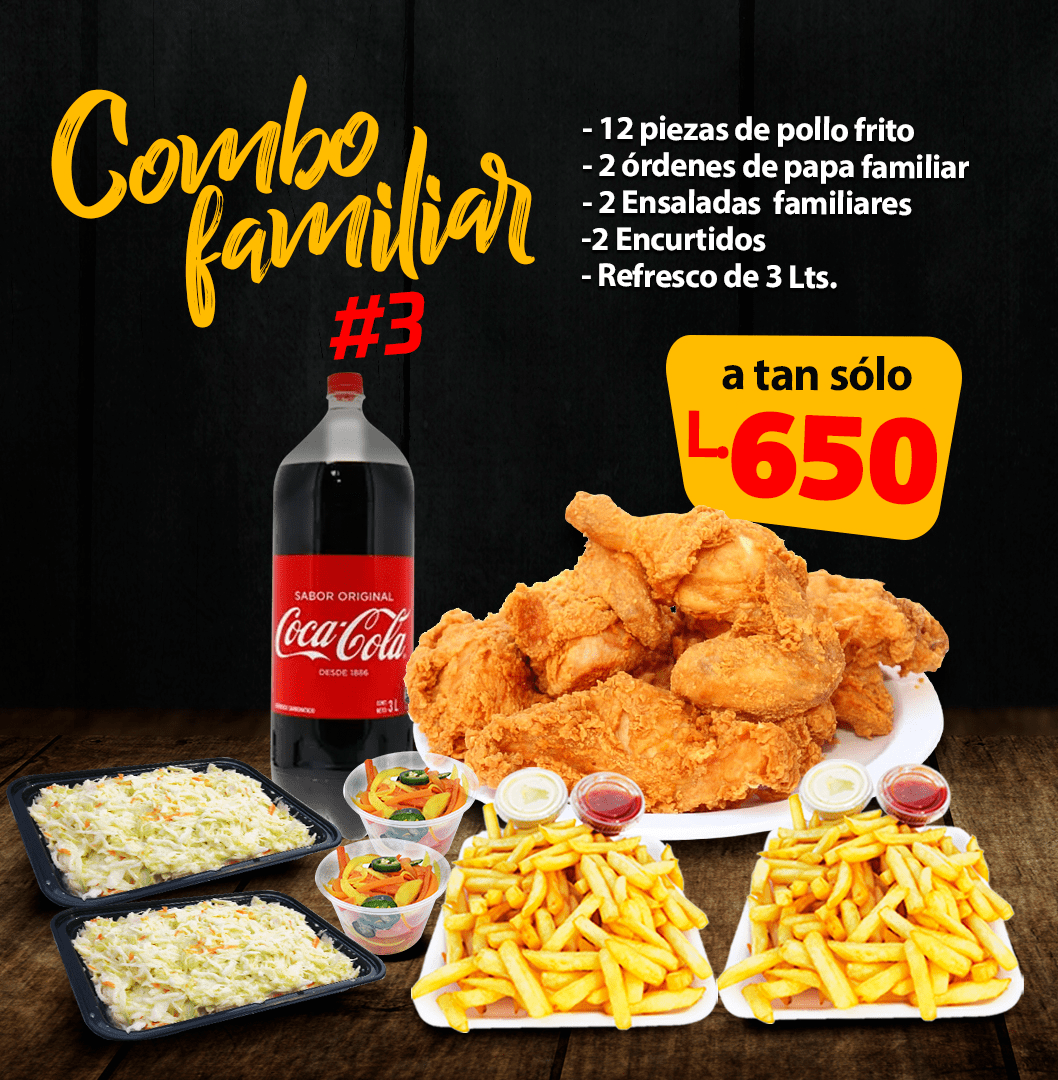 Combo
familiar
#3
- 12 piezas de pollo frito
- 2 órdenes de papa familiar
- 2 Ensaladas familiares
-2 Encurtidos
- Refresco de 3 Lts.
a tan sólo
L.650
SABOR ORIGINAL
Coca-Cola
DESDE 1886
3 L